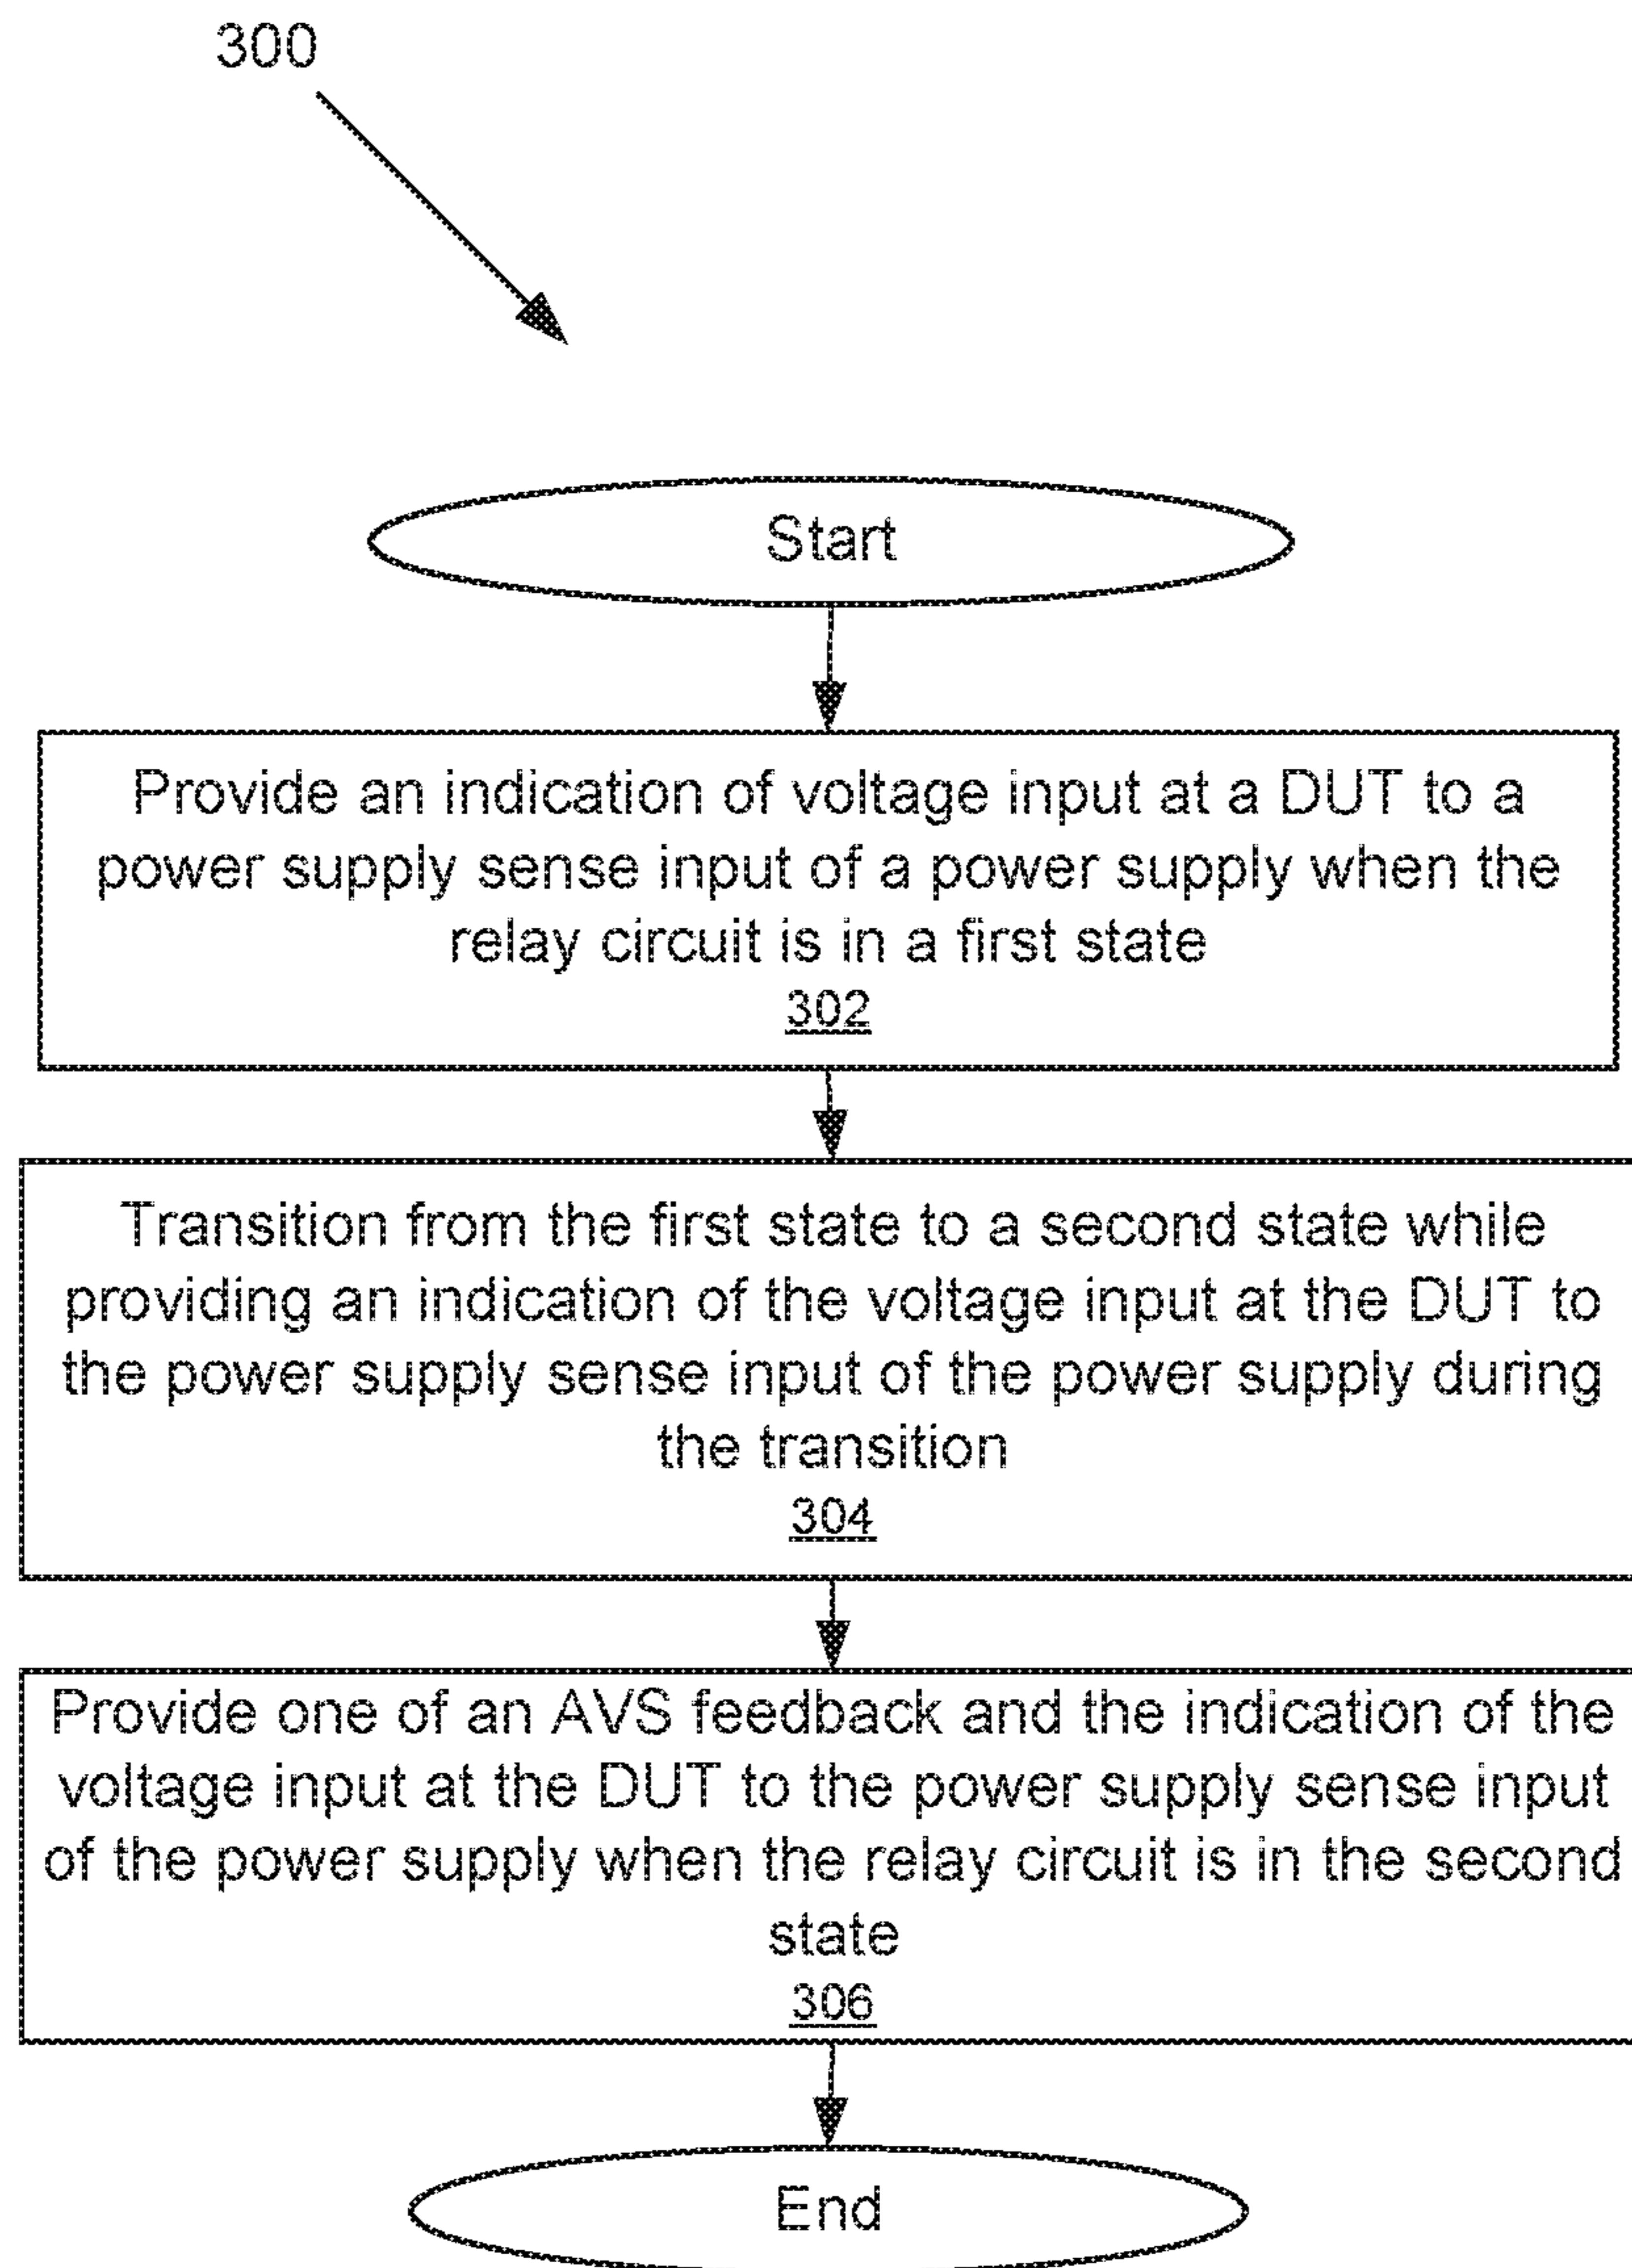 300
Start
Provide an indication of voltage input at a DUT to a
power supply sense input of a power supply when the
relay circuit is in a first state
302
Transition from the first state to a second state while
providing an indication of the voltage input at the DUT to
the power supply sense input of the power supply during
the transition
304
Provide one of an AVS feedback and the indication of the
voltage input at the DUT to the power supply sense input
of the power supply when the relay circuit is in the second
state
306
End